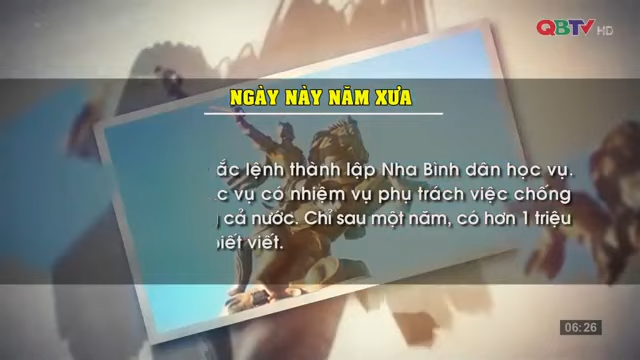 QBTV HD
NGÀY NÀY NĂM XƯA
lệnh thành lập Nha Bình dân học vụ.
vụ có nhiệm vụ phụ trách việc chống
cả nước. Chỉ sau một năm, có hơn 1 triệu
biết viết.
06:26